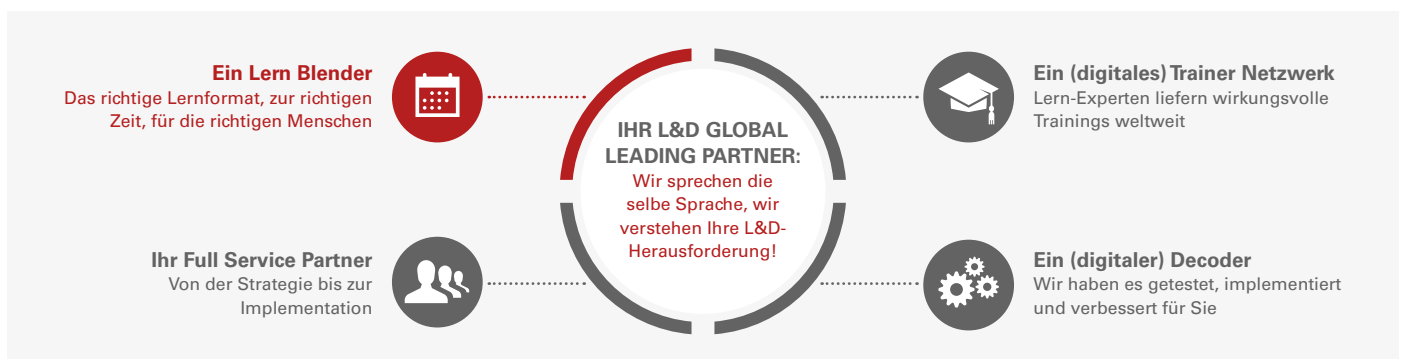 Ein Lern Blender
Das richtige Lernformat, zur richtigen
Zeit, für die richtigen Menschen
Ihr Full Service Partner
Von der Strategie bis zur
Implementation
IHR L&D GLOBAL
LEADING PARTNER:
Wir sprechen die
selbe Sprache, wir
verstehen Ihre L&D-
Herausforderung!
Ein (digitales) Trainer Netzwerk
Lern-Experten liefern wirkungsvolle
Trainings weltweit
Ein (digitaler) Decoder
Wir haben es getestet, implementiert
und verbessert für Sie